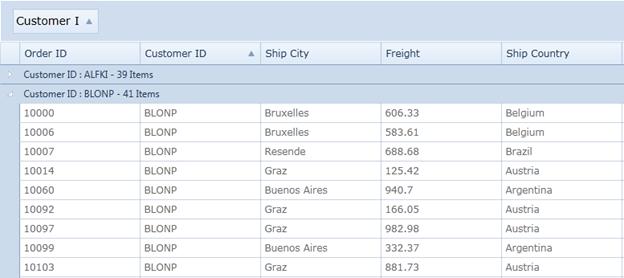 Customer I
Order ID Customer ID Ship City Freight Ship Country
Customer ID : ALFKI - 39 Items
Customer ID : BLONP - 41 Items
10000 BLONP Bruxelles 606.33 Belgium
10006 BLONP Bruxelles 583.61 Belgium
10007 BLONP Resende 688.68 Brazil
10014 BLONP Graz 125.42 Austria
10060 BLONP Buenos Aires 940.7 Argentina
10092 BLONP Graz 166.05 Austria
10097 BLONP Graz 982.98 Austria
10099 BLONP Buenos Aires 332.37 Argentina
10103 BLONP Graz 881.73 Austria